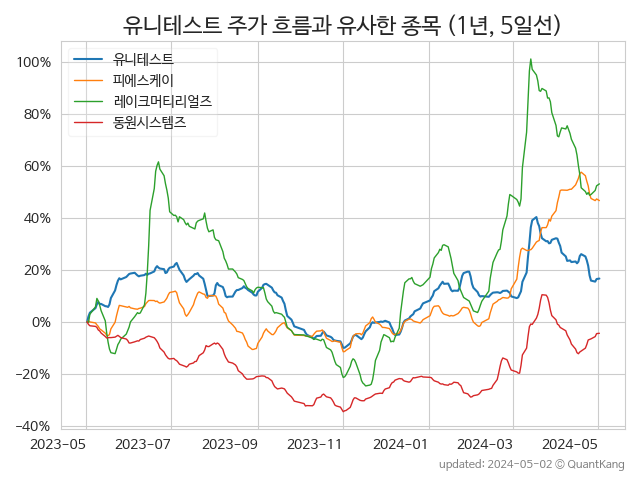 유니테스트 주가 흐름과 유사한 종목 (1년, 5일선)
유니테스트
피에스케이
레이크머티리얼즈
동원시스템즈
100%
80%
60%
40%
20%
0%
−20%
−40%
2023-05 2023-07 2023-09 2023-11 2024-01 2024-03 2024-05
updated: 2024-05-02 © QuantKang